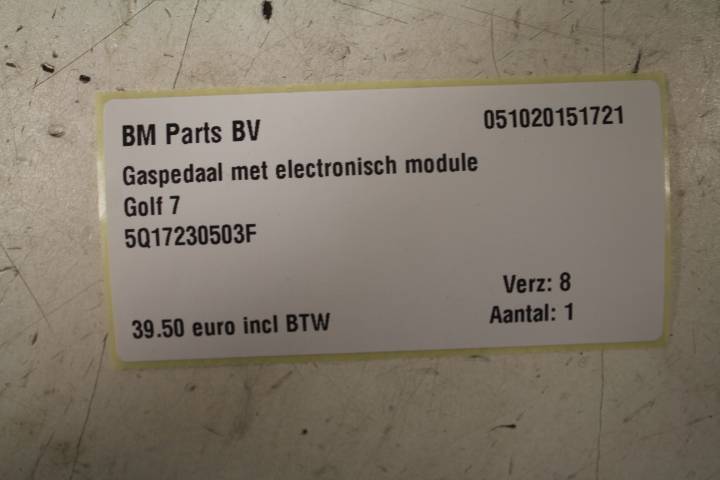 BM Parts BV 051020151721
Gaspedaal met electronisch module
Golf 7
5Q17230503F
Verz: 8
39.50 euro incl BTW Aantal: 1